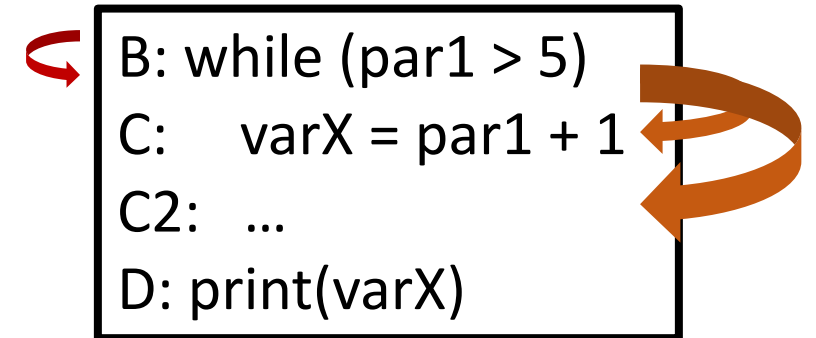 B: while (par1 > 5)
C: varX = par1 + 1
C2: ...
D: print(varX)